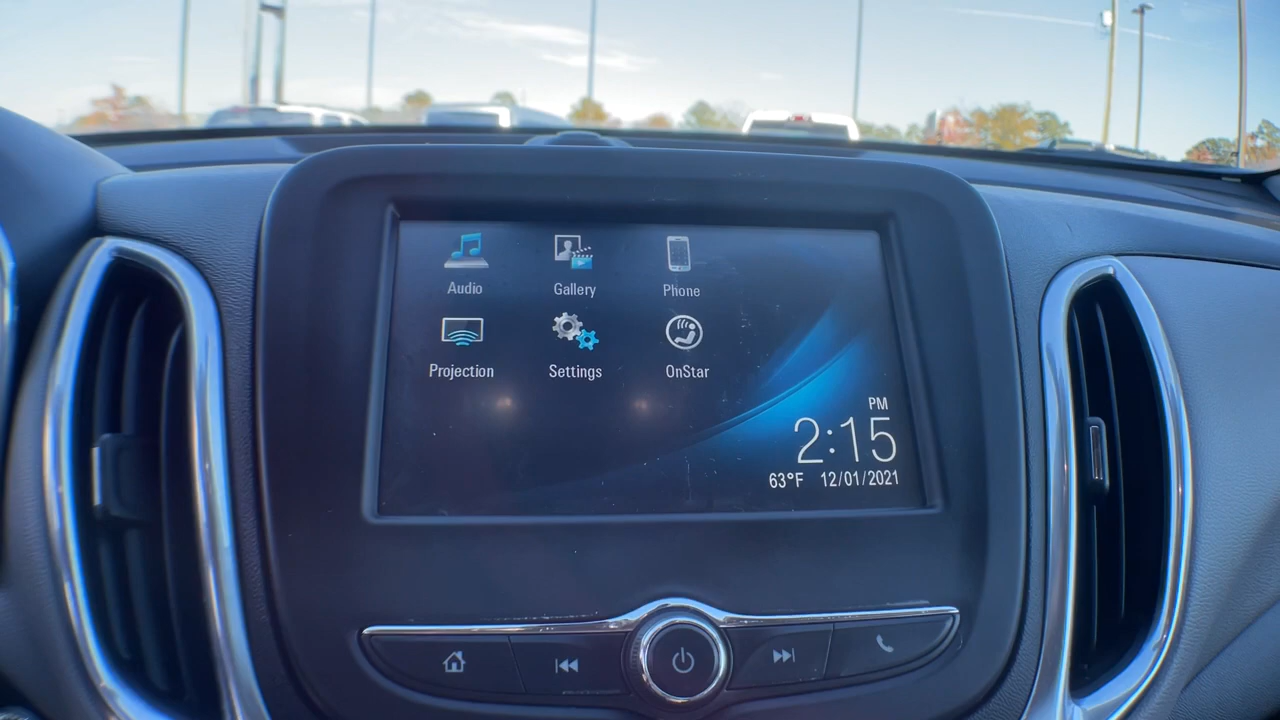 Audio Gallery Phone
Projection Settings OnStar
PM
2:15
63°F 12/01/2021